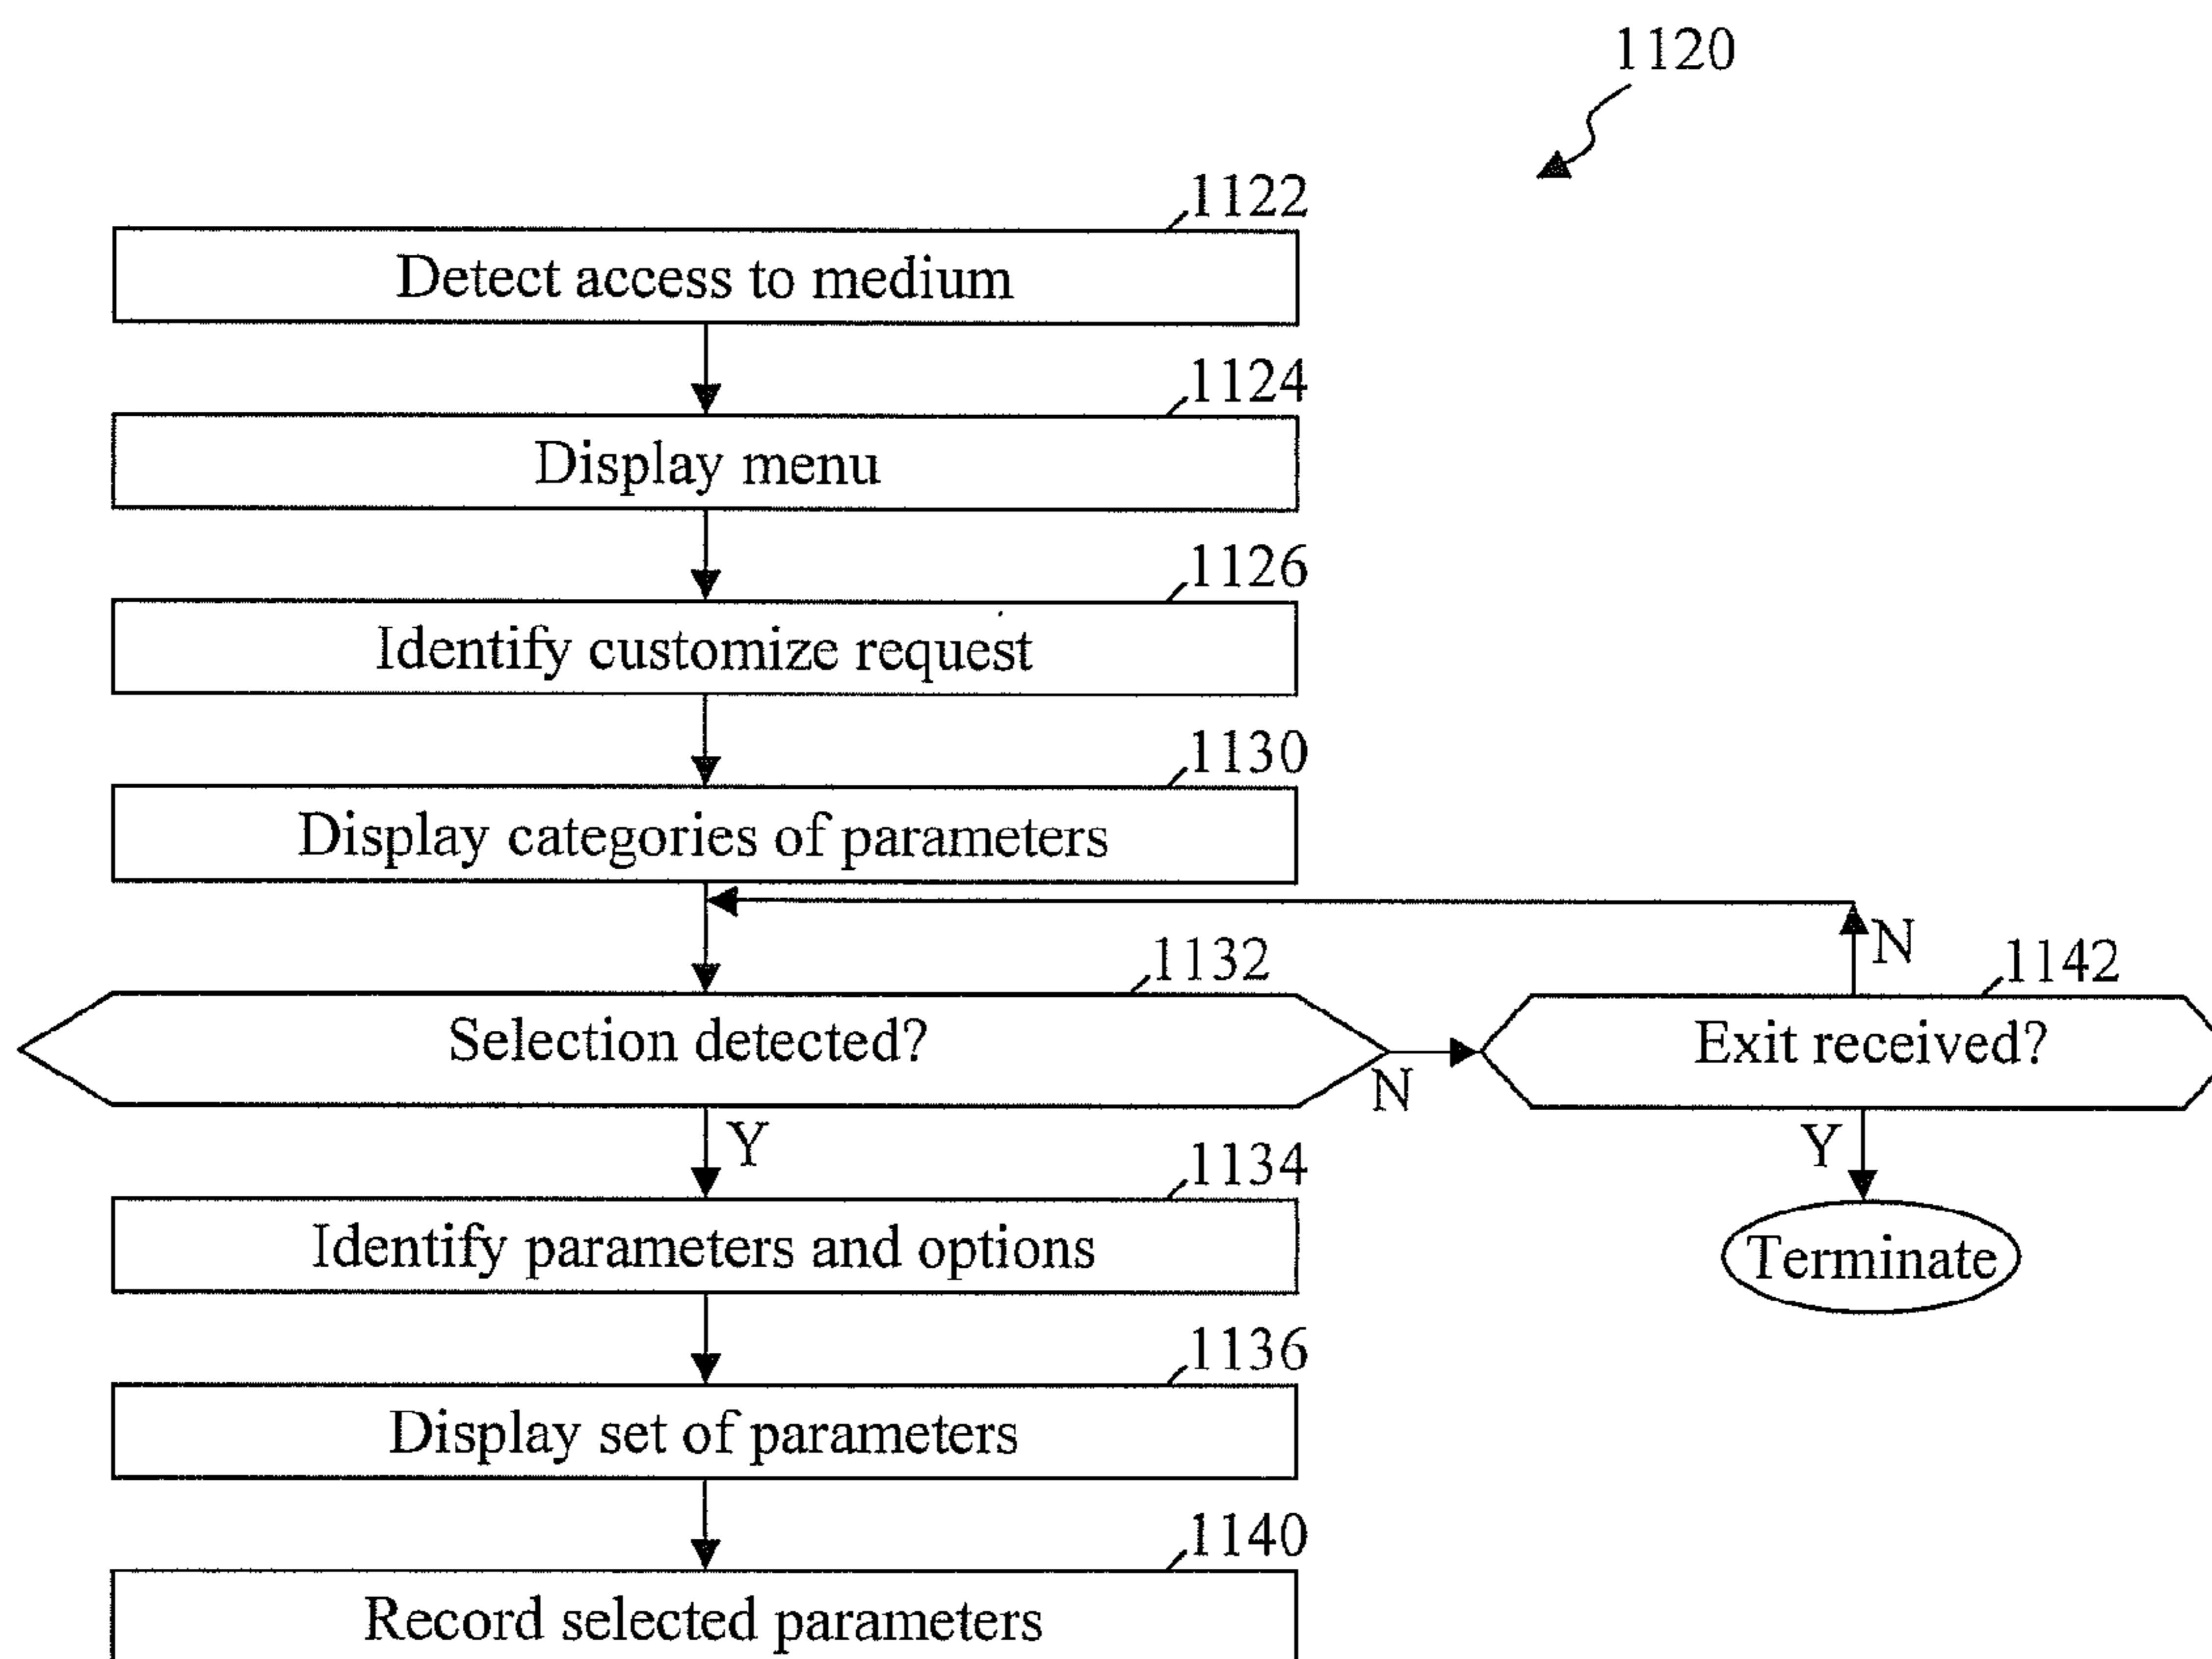 1120
1122
Detect access to medium
1124
Display menu
1126
Identify customize request
1130
Display categories of parameters
N
1132
1142
Selection detected?
Exit received?
N
Y
Y
1134
Identify parameters and options
Terminate
1136
Display set of parameters
1140
Record selected parameters